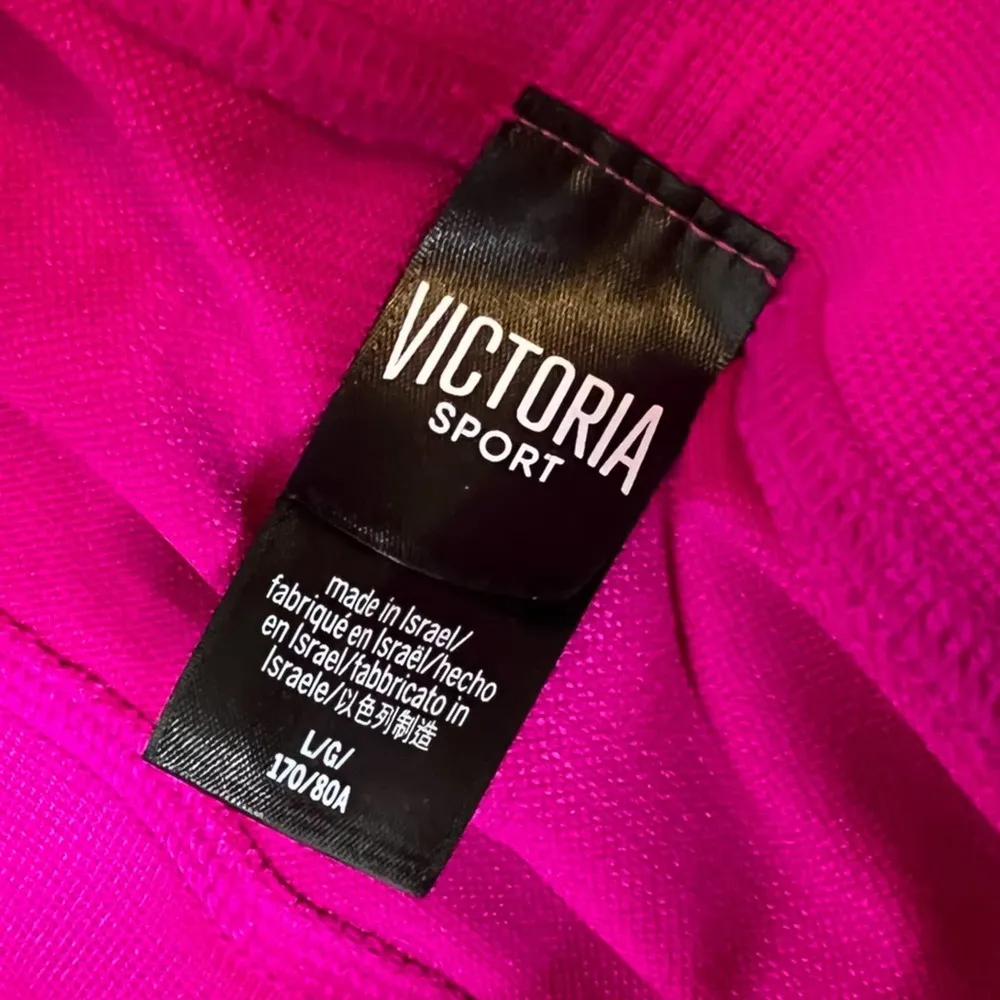 VICTORIA
SPORT
made in Israel/
fabriqué en Israël/hecho
en Israel/fabbricato in
Israele/以色列制造
L/G/
170/80A